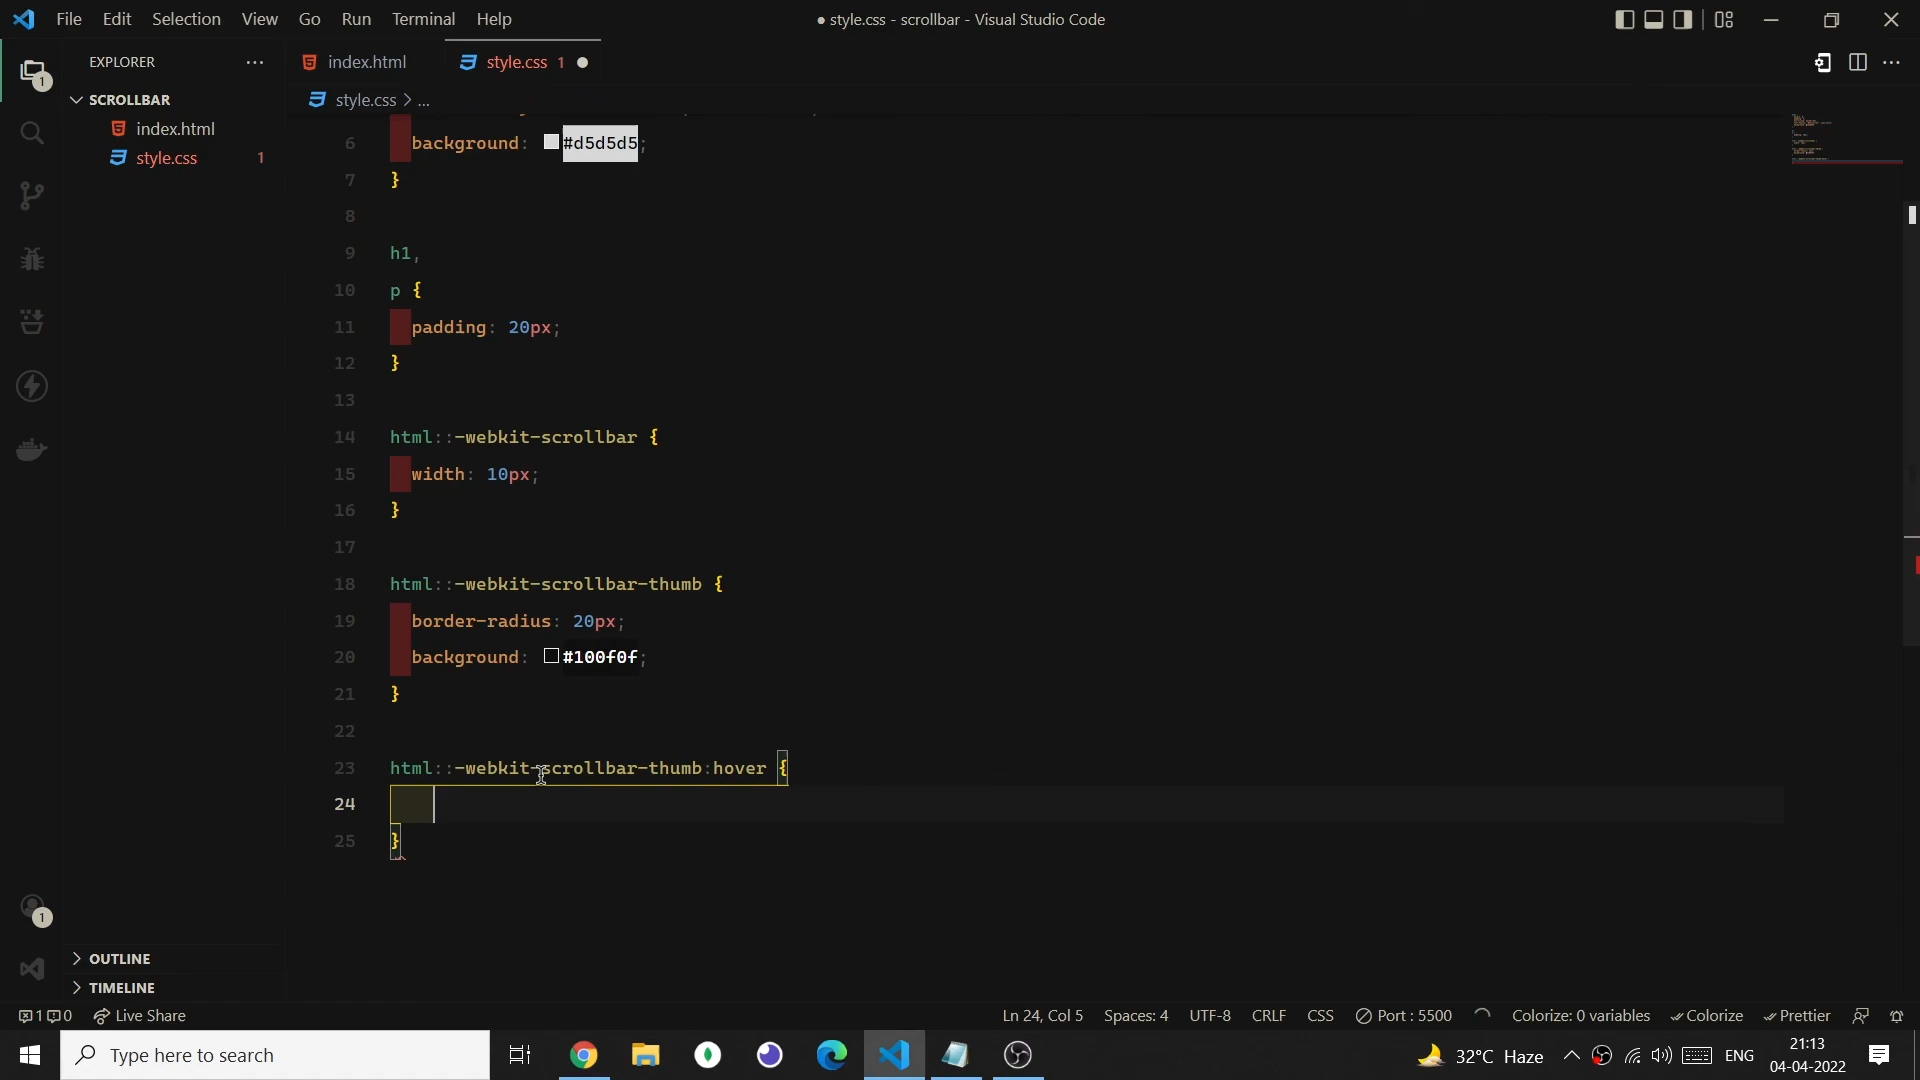 File Edit Selection View Go Run Terminal Help
● style.css - scrollbar - Visual Studio Code
EXPLORER
index.html
style.css 1
SCROLLBAR
style.css > ...
index.html
style.css 1
6 background: #d5d5d5;
7 }
8
9 h1,
10 p {
11 padding: 20px;
12 }
13
14 html::-webkit-scrollbar {
15 width: 10px;
16 }
17
18 html::-webkit-scrollbar-thumb {
19 border-radius: 20px;
20 background: #100f0f;
21 }
22
23 html::-webkit-scrollbar-thumb:hover {
24
25 }
1
1
OUTLINE
TIMELINE
1 0 Live Share
Ln 24, Col 5 Spaces: 4 UTF-8 CRLF CSS Port : 5500 Colorize: 0 variables Colorize Prettier
Type here to search
32°C Haze
ENG
21:13
04-04-2022